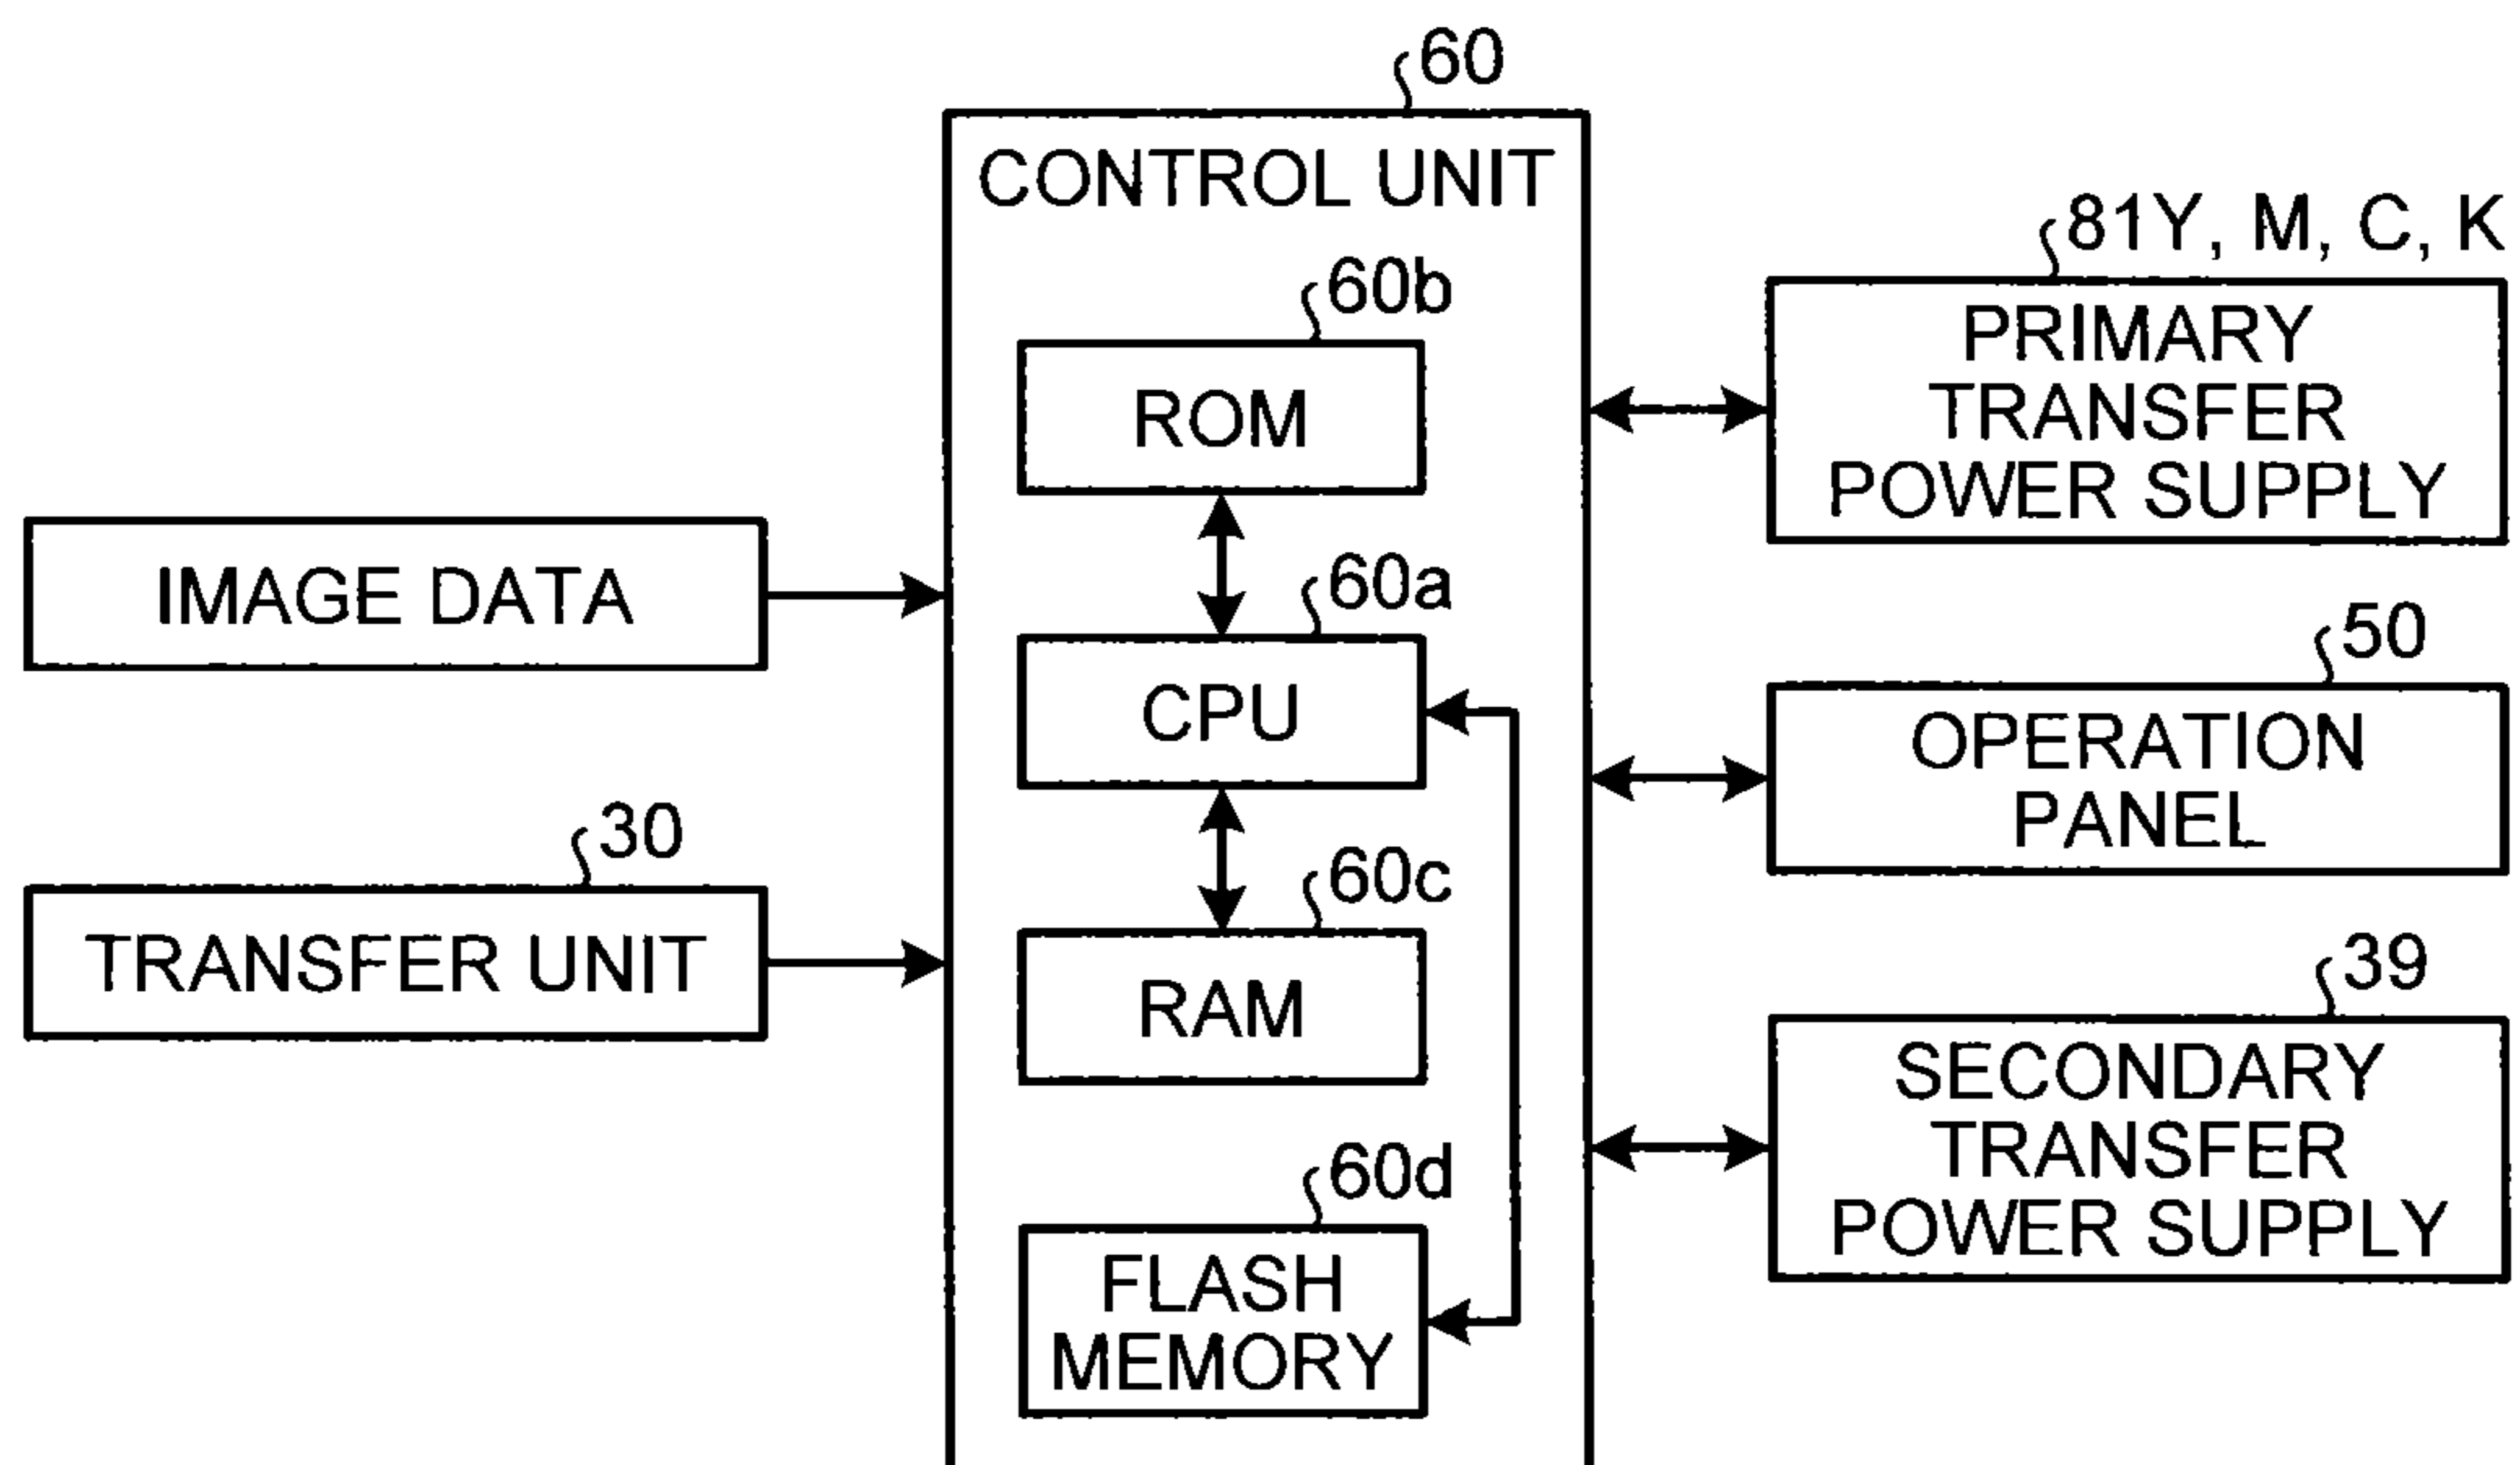 60
CONTROL UNIT
81Y, M, C, K
PRIMARY
TRANSFER
POWER SUPPLY
60b
ROM
IMAGE DATA
60a
CPU
50
OPERATION
PANEL
30
TRANSFER UNIT
60c
RAM
39
SECONDARY
TRANSFER
POWER SUPPLY
60d
FLASH
MEMORY